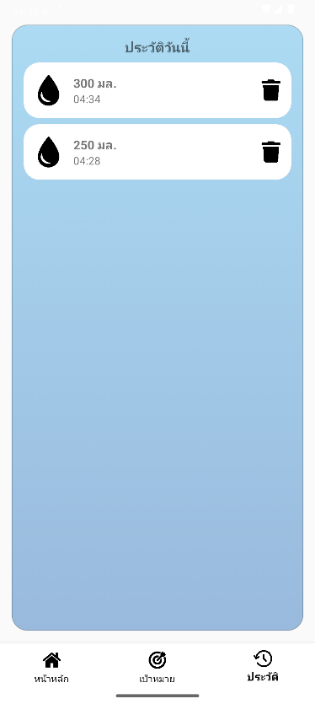 ประวัติวันนี้
300 มล.
04:34
250 มล.
04:28
หน้าหลัก
เป้าหมาย
ประวัติ